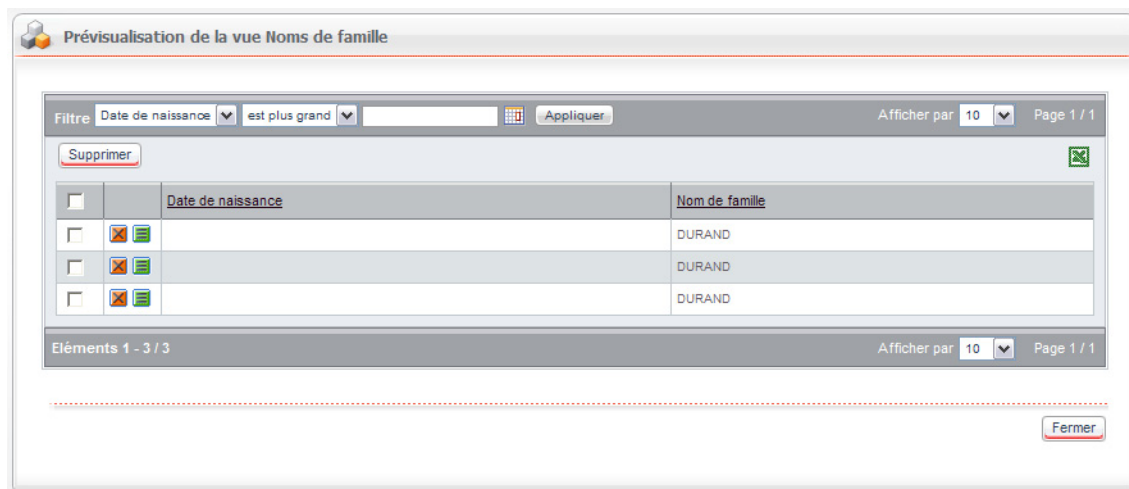 Prévisualisation de la vue Noms de famille
Filtre Date de naissance est plus grand Appliquer Afficher par 10 Page 1 / 1
Supprimer
Date de naissance Nom de famille
DURAND
DURAND
DURAND
Eléments 1 - 3 / 3 Afficher par 10 Page 1 / 1
Fermer